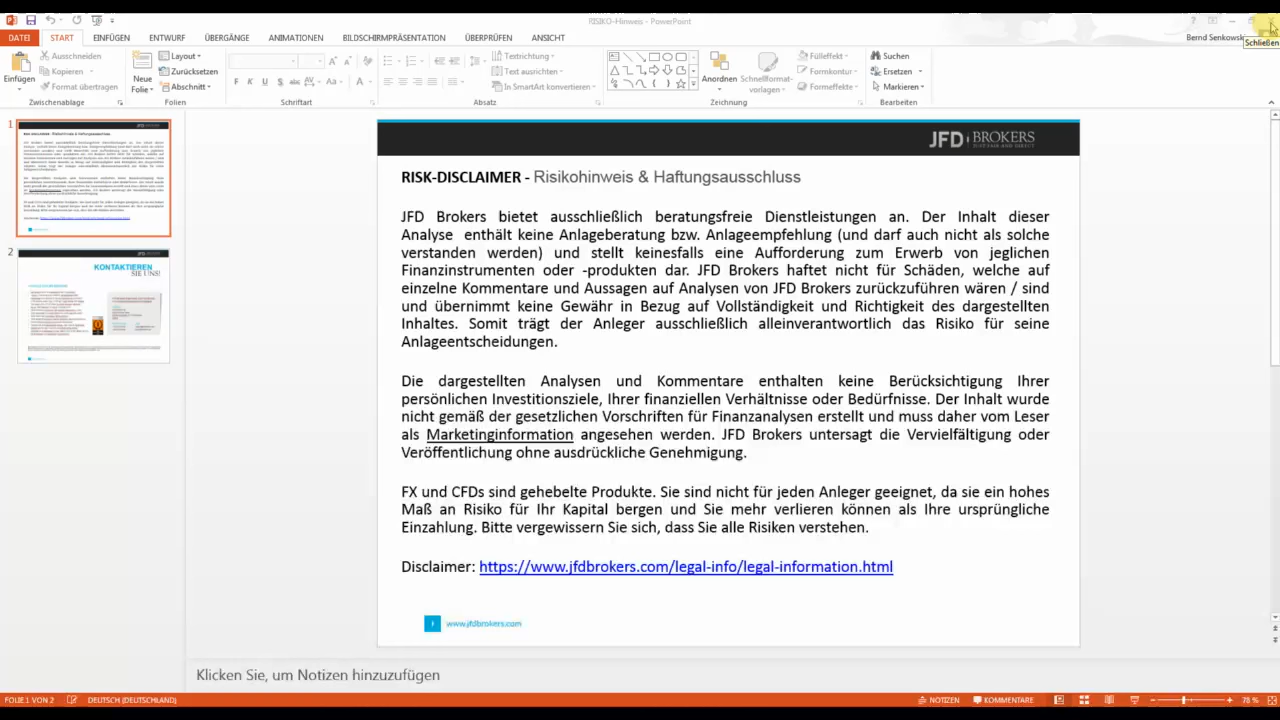 RISIKO-Hinweis - PowerPoint
DATEI START EINFÜGEN ENTWURF ÜBERGÄNGE ANIMATIONEN BILDSCHIRMPRÄSENTATION ÜBERPRÜFEN ANSICHT
Bernd Senkowsk
Schließen
Einfügen
Ausschneiden
Kopieren
Format übertragen
Zwischenablage
Neue
Folie
Layout
Zurücksetzen
Abschnitt
Folien
F K U S abc AV Aa A
Schriftart
Textrichtung
Text ausrichten
In SmartArt konvertieren
Absatz
Anordnen
Schnellformat-
vorlagen
Fülleffekt
Formkontur
Formeffekte
Zeichnung
Suchen
Ersetzen
Markieren
Bearbeiten
1
2
KONTAKTIEREN
SIE UNS!
JFD BROKERS
JUST FAIR AND DIRECT
RISK-DISCLAIMER - Risikohinweis & Haftungsausschluss
JFD Brokers bietet ausschließlich beratungsfreie Dienstleistungen an. Der Inhalt dieser
Analyse enthält keine Anlageberatung bzw. Anlageempfehlung (und darf auch nicht als solche
verstanden werden) und stellt keinesfalls eine Aufforderung zum Erwerb von jeglichen
Finanzinstrumenten oder -produkten dar. JFD Brokers haftet nicht für Schäden, welche auf
einzelne Kommentare und Aussagen auf Analysen von JFD Brokers zurückzuführen wären / sind
und übernimmt keine Gewähr in Bezug auf Vollständigkeit und Richtigkeit des dargestellten
Inhaltes. Somit trägt der Anleger ausschließlich alleinverantwortlich das Risiko für seine
Anlageentscheidungen.
Die dargestellten Analysen und Kommentare enthalten keine Berücksichtigung Ihrer
persönlichen Investitionsziele, Ihrer finanziellen Verhältnisse oder Bedürfnisse. Der Inhalt wurde
nicht gemäß der gesetzlichen Vorschriften für Finanzanalysen erstellt und muss daher vom Leser
als Marketinginformation angesehen werden. JFD Brokers untersagt die Vervielfältigung oder
Veröffentlichung ohne ausdrückliche Genehmigung.
FX und CFDs sind gehebelte Produkte. Sie sind nicht für jeden Anleger geeignet, da sie ein hohes
Maß an Risiko für Ihr Kapital bergen und Sie mehr verlieren können als Ihre ursprüngliche
Einzahlung. Bitte vergewissern Sie sich, dass Sie alle Risiken verstehen.
Disclaimer: https://www.jfdbrokers.com/legal-info/legal-information.html
www.jfdbrokers.com
Klicken Sie, um Notizen hinzuzufügen
FOLIE 1 VON 2 DEUTSCH (DEUTSCHLAND) NOTIZEN KOMMENTARE 78 %